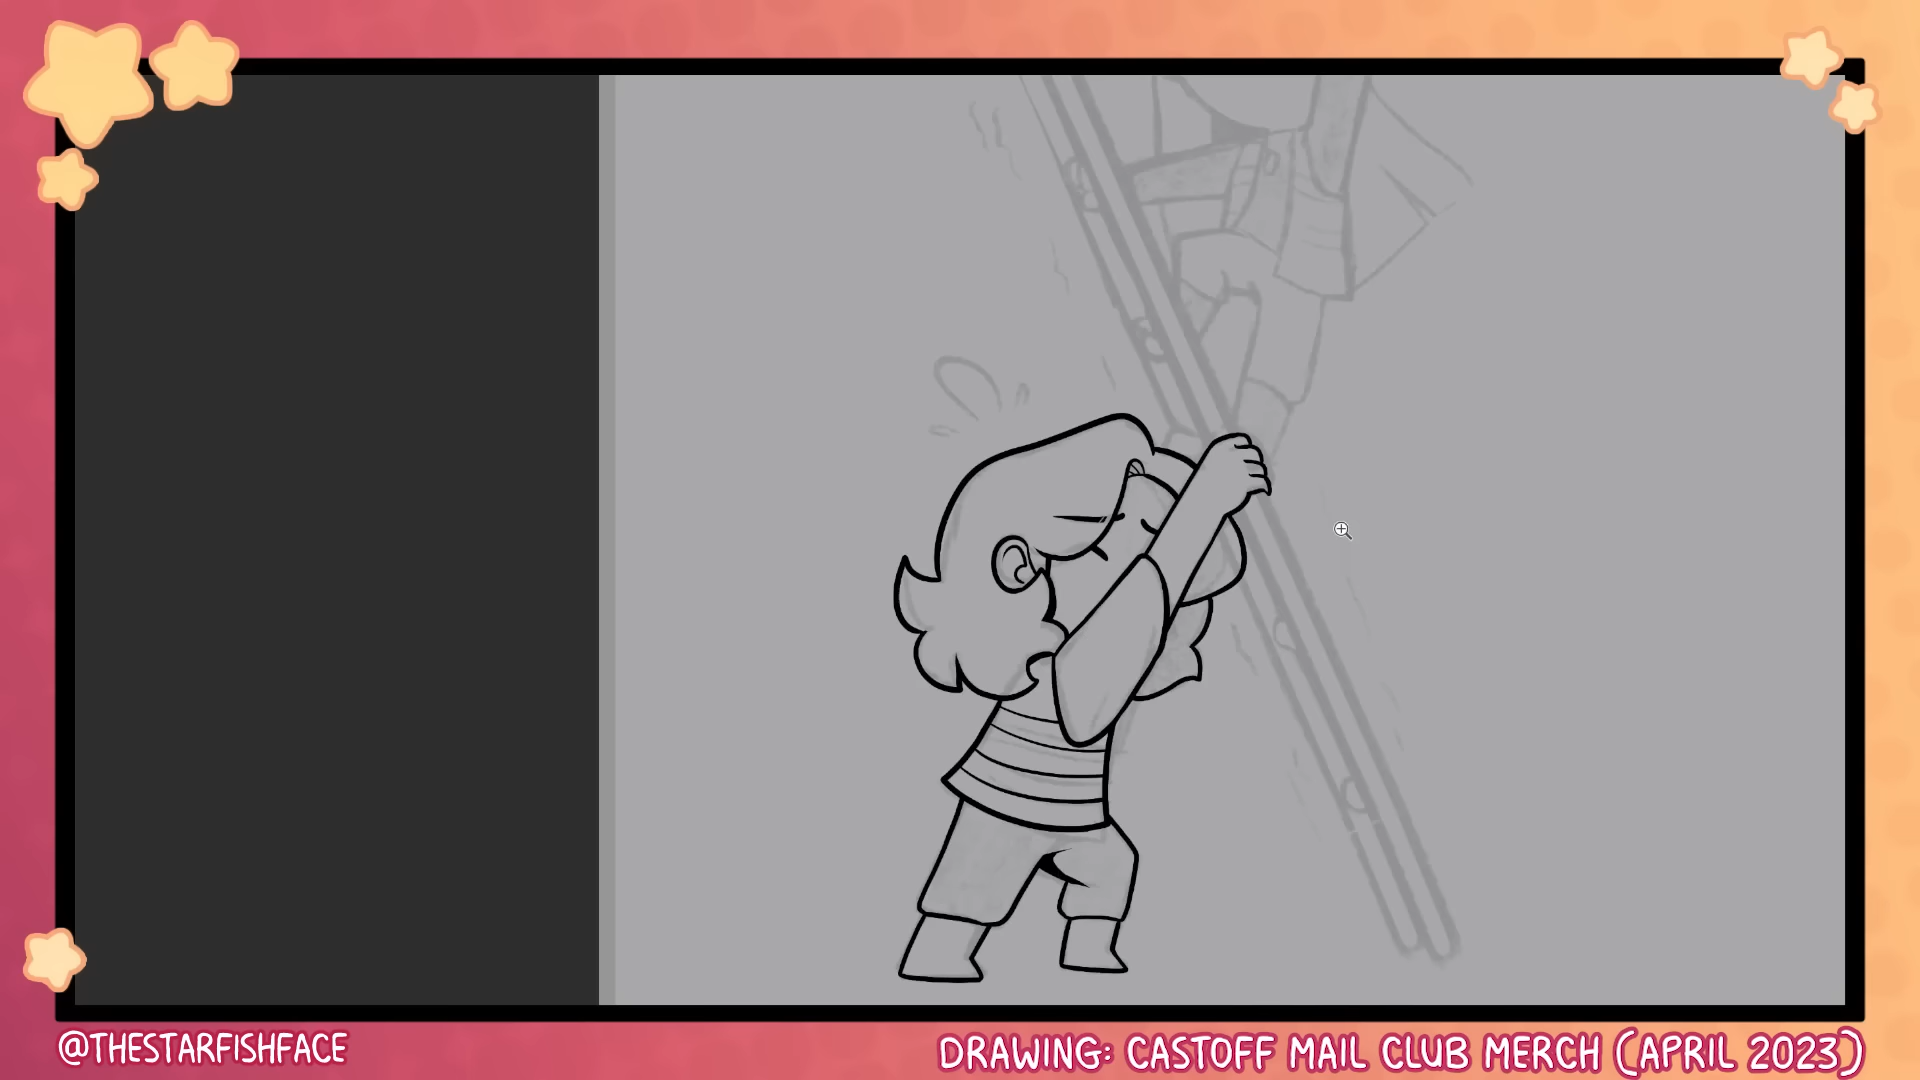 @THESTARFISHFACE
DRAWING: CASTOFF MAIL CLUB MERCH (APRIL 2023)